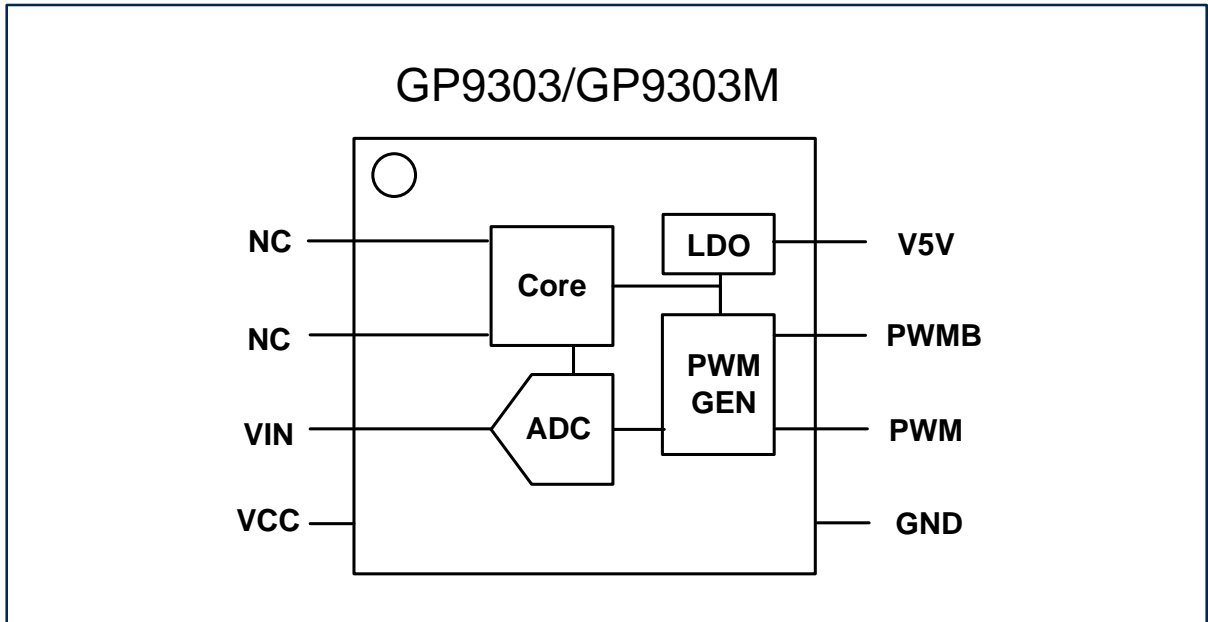 GP9303/GP9303M
NC
LDO
V5V
Core
NC
PWMB
PWM
GEN
VIN
ADC
PWM
VCC
GND